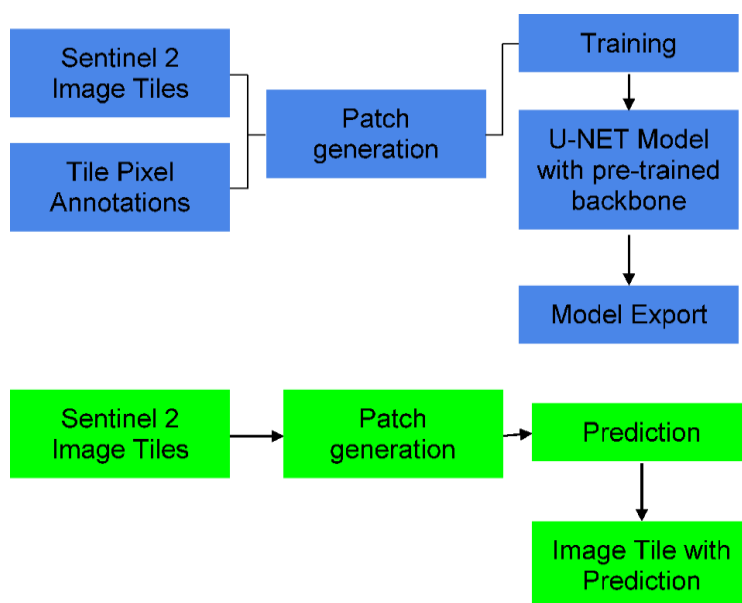 Sentinel 2
Image Tiles
Tile Pixel
Annotations
Patch
generation
Training
U-NET Model
with pre-trained
backbone
Model Export
Sentinel 2
Image Tiles
Patch
generation
Prediction
Image Tile with
Prediction